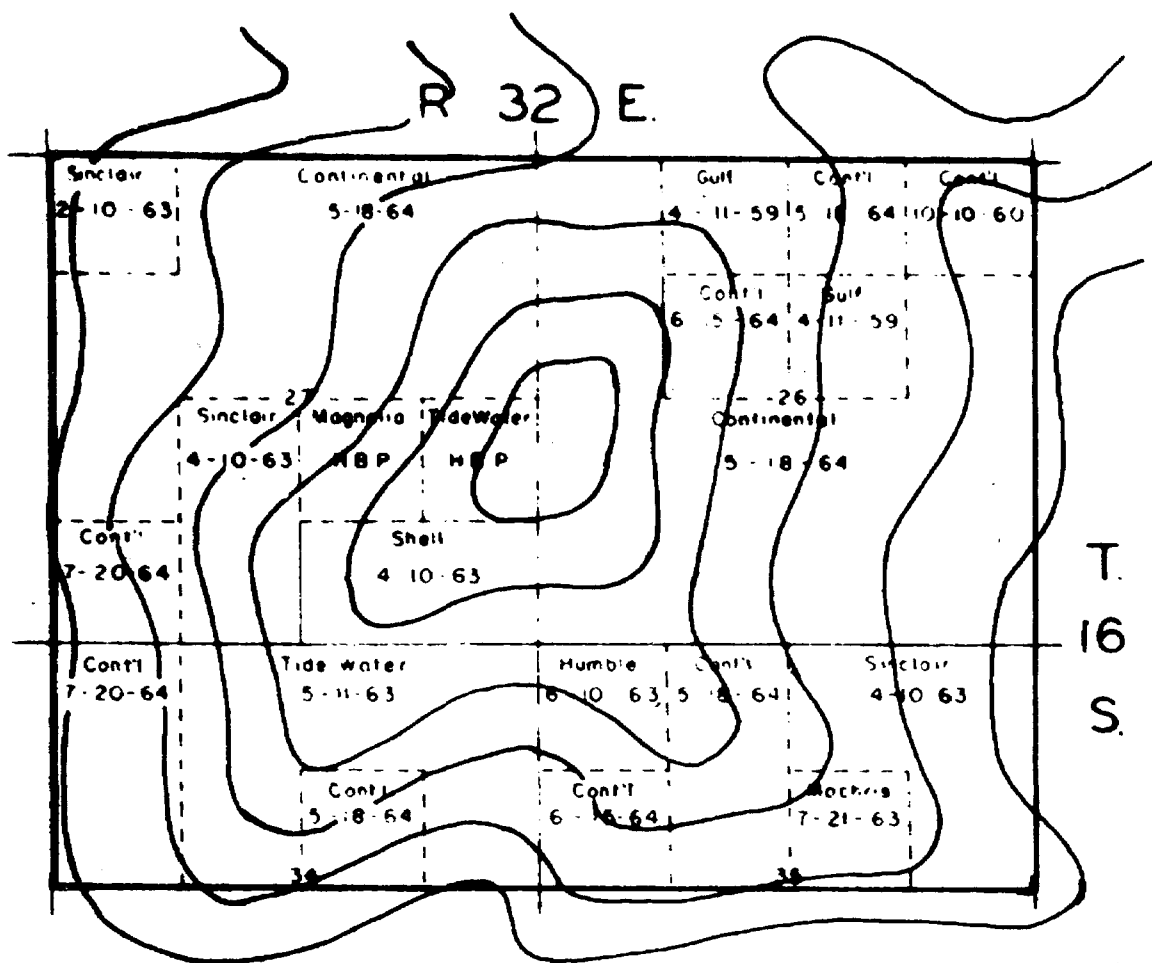 R 32 E.
Sinclair
2-10-63
Continental
5-18-64
Gulf
4-11-59
Cont'l
5 18 64
Cont'l
10-10-60
Cont'l
6 15-64
Gulf
4-11-59
27
26
Sinclair
4-10-63
Magnolia
HBP
TideWater
HBP
Continental
5-18-64
Cont'l
7-20-64
Shell
4 10-63
T.
16
S.
Cont'l
7-20-64
Tide Water
5-11-63
Humble
6 10 63
Cont'l
5 18-64
Sinclair
4-10 63
Cont'l
5-18-64
Cont'l
6-15-64
7-21-63